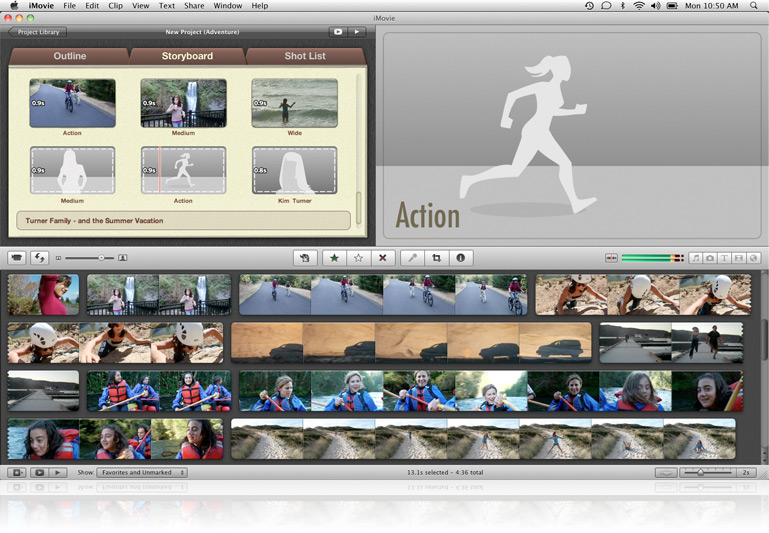 iMovie File Edit Clip View Text Share Window Help
Mon 10:50 AM
iMovie
Project Library
New Project (Adventure)
Outline
Storyboard
Shot List
0.9s
0.9s
0.9s
Action
Medium
Wide
0.9s
0.9s
0.8s
Medium
Action
Kim Turner
Turner Family - and the Summer Vacation
Action
Show: Favorites and Unmarked
13.1s selected - 4:36 total
2s